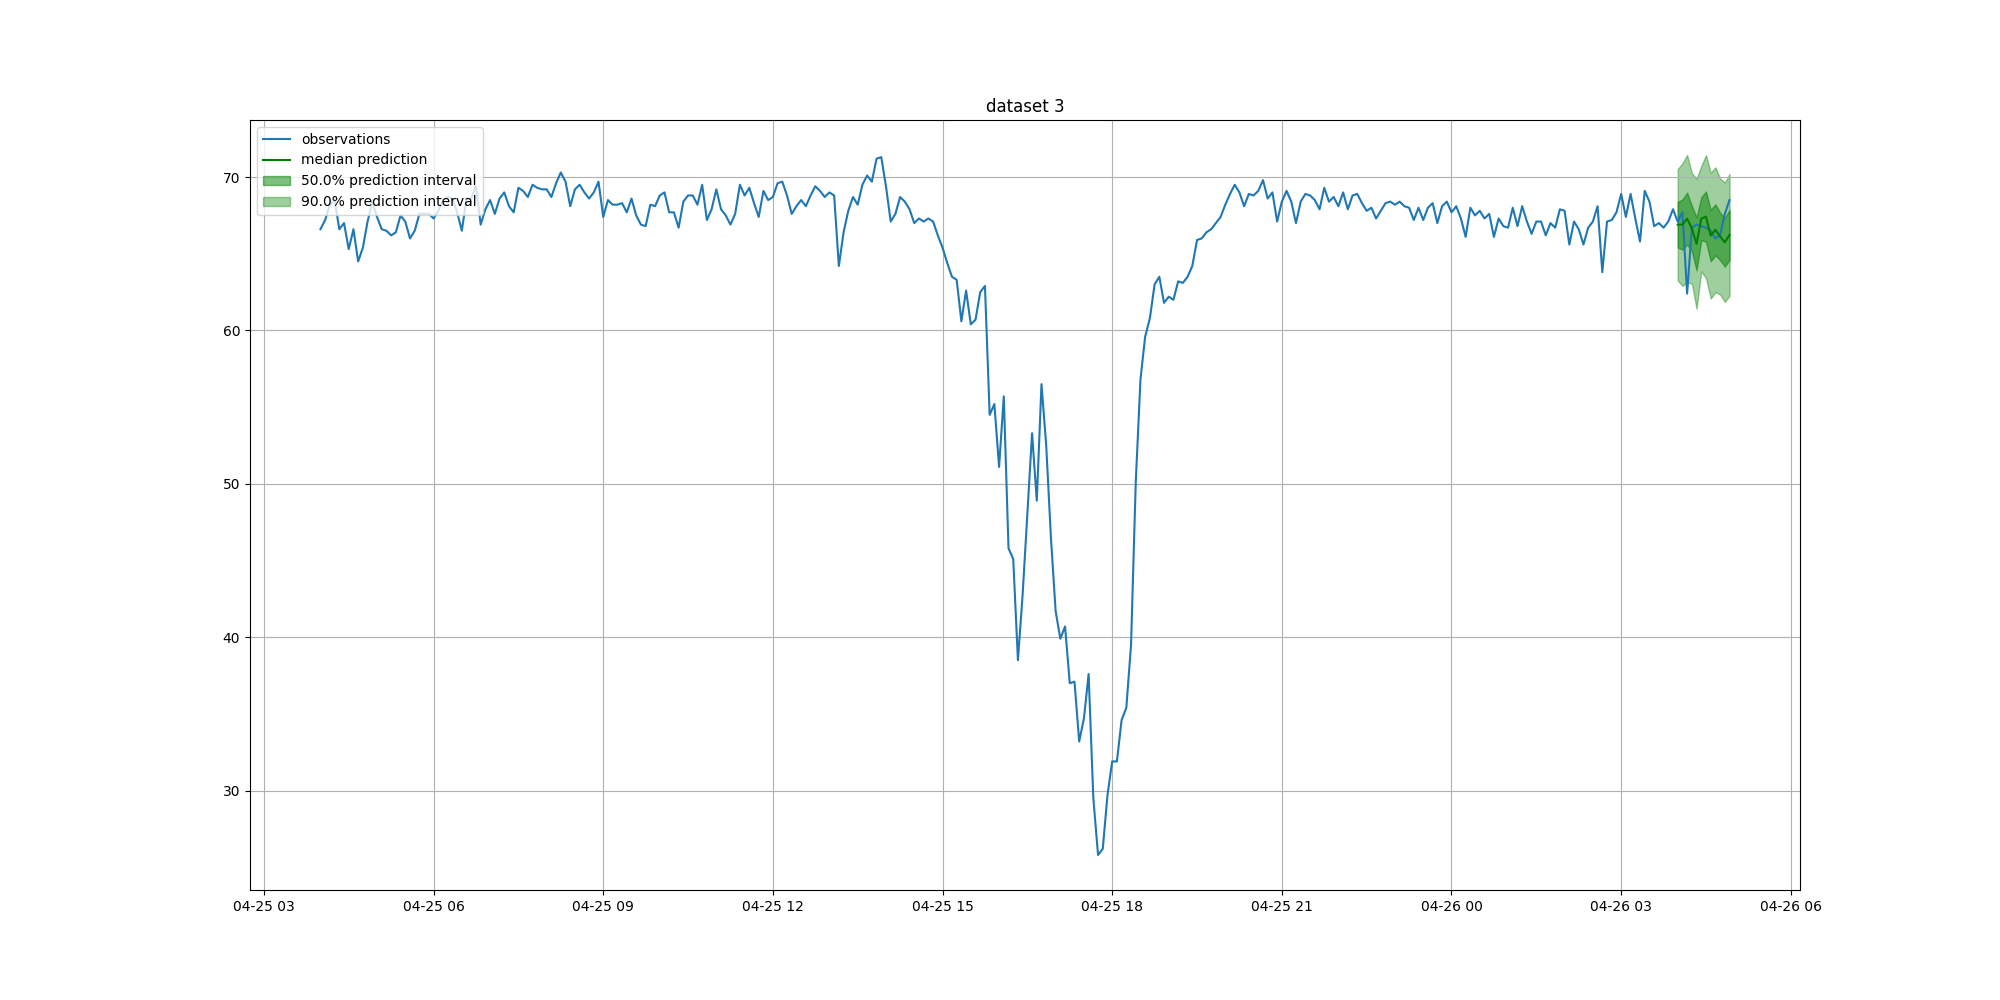 dataset 3
observations
median prediction
50.0% prediction interval
90.0% prediction interval
70
60
50
40
30
04-25 03 04-25 06 04-25 09 04-25 12 04-25 15 04-25 18 04-25 21 04-26 00 04-26 03 04-26 06